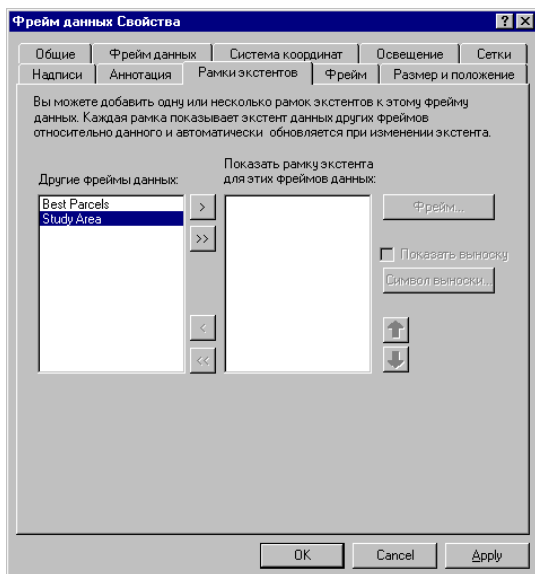 Фрейм данных Свойства
Общие Фрейм данных Система координат Освещение Сетки
Надписи Аннотация Рамки экстентов Фрейм Размер и положение
Вы можете добавить одну или несколько рамок экстентов к этому фрейму
данных. Каждая рамка показывает экстент данных других фреймов
относительно данного и автоматически обновляется при изменении экстента.
Показать рамку экстента
Другие фреймы данных: для этих фреймов данных:
Best Parcels > Фрейм...
Study Area
>>
Показать выноску
Символ выноски...
<
<<
OK Cancel Apply